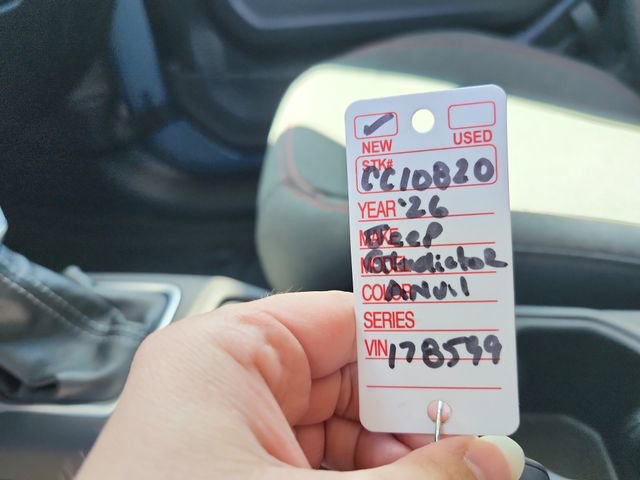 NEW USED
STK# CC10820
YEAR '26
MAKE Jeep
MODEL Gladiator
COLOR ANVIL
SERIES
VIN 178599